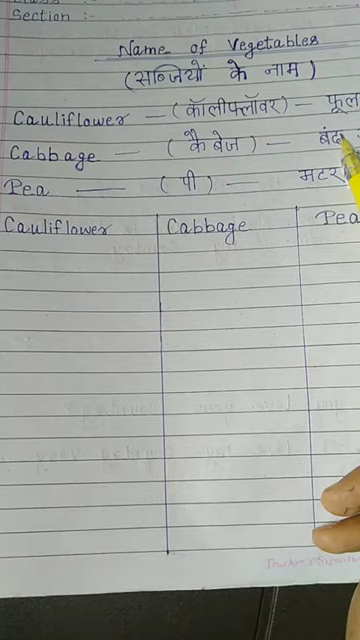 Section :
Name of Vegetables
(सब्जियों के नाम)
Cauliflower — (कॉलीफ्लॉवर) — फूल
Cabbage — (कैबेज) — बंद
Pea — (पी) — मटर
Cauliflower Cabbage Pea